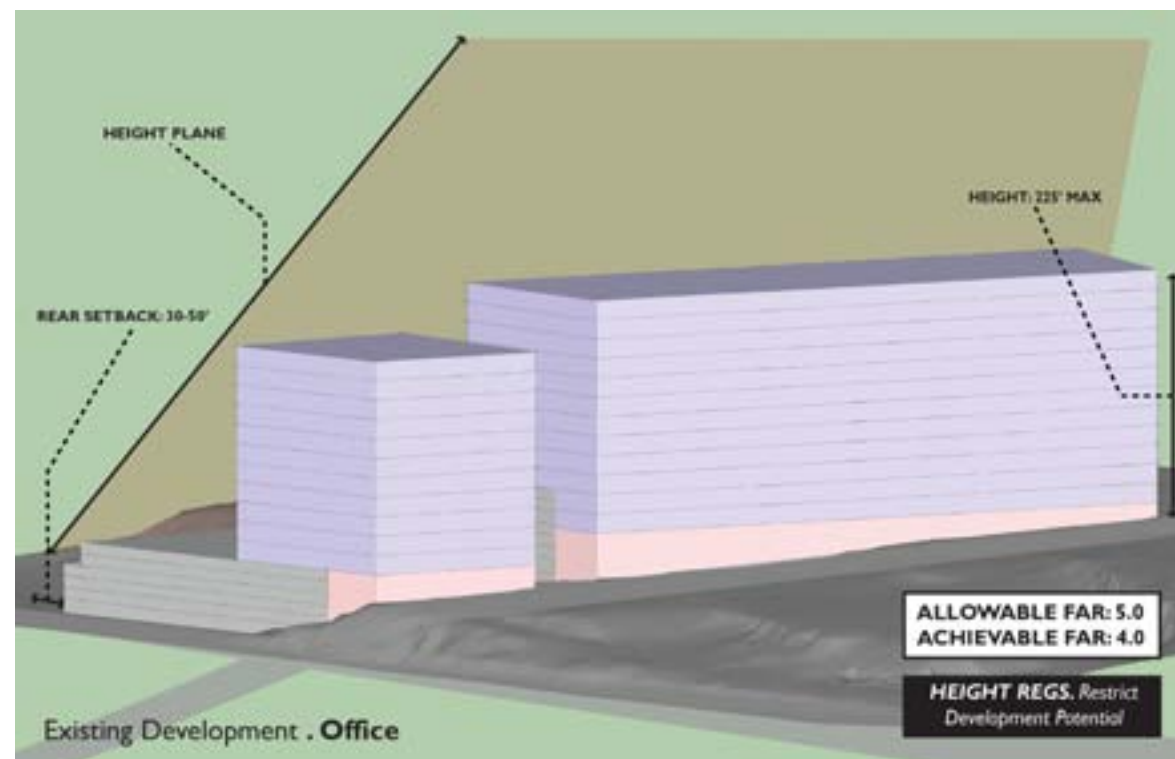 HEIGHT PLANE
HEIGHT: 225' MAX
REAR SETBACK: 30-50'
ALLOWABLE FAR: 5.0
ACHIEVABLE FAR: 4.0
HEIGHT REGS. Restrict
Development Potential
Existing Development . Office